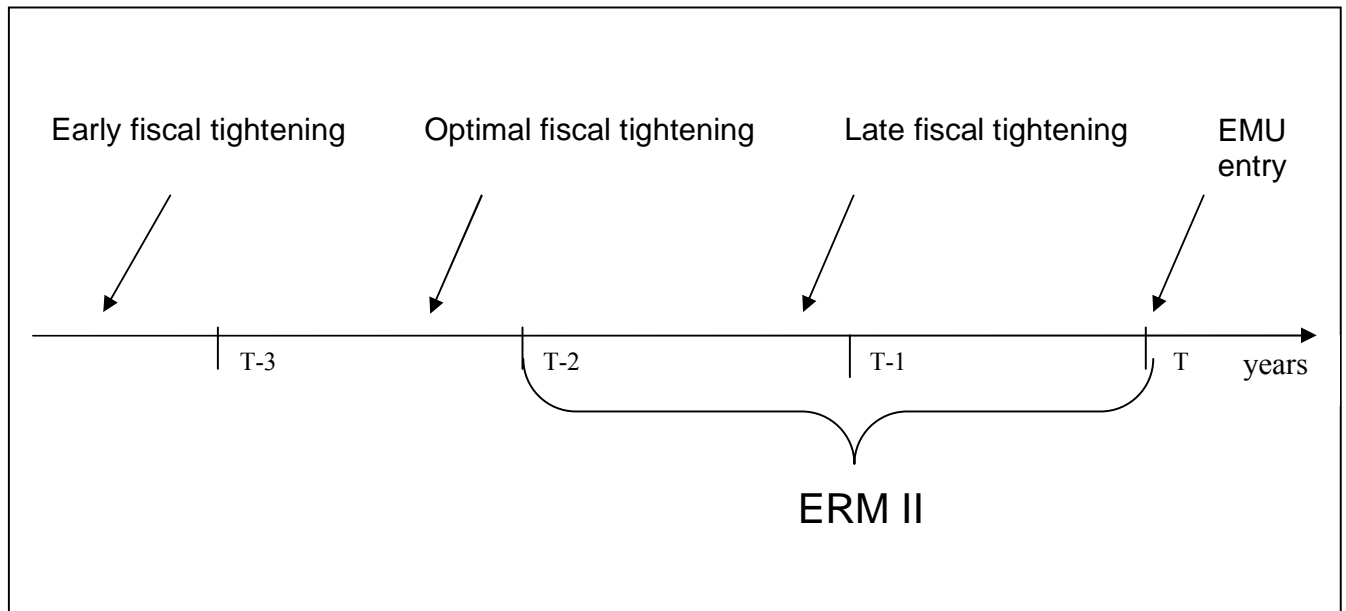 Early fiscal tightening
Optimal fiscal tightening
Late fiscal tightening
EMU
entry
T-3
T-2
T-1
T
years
ERM II